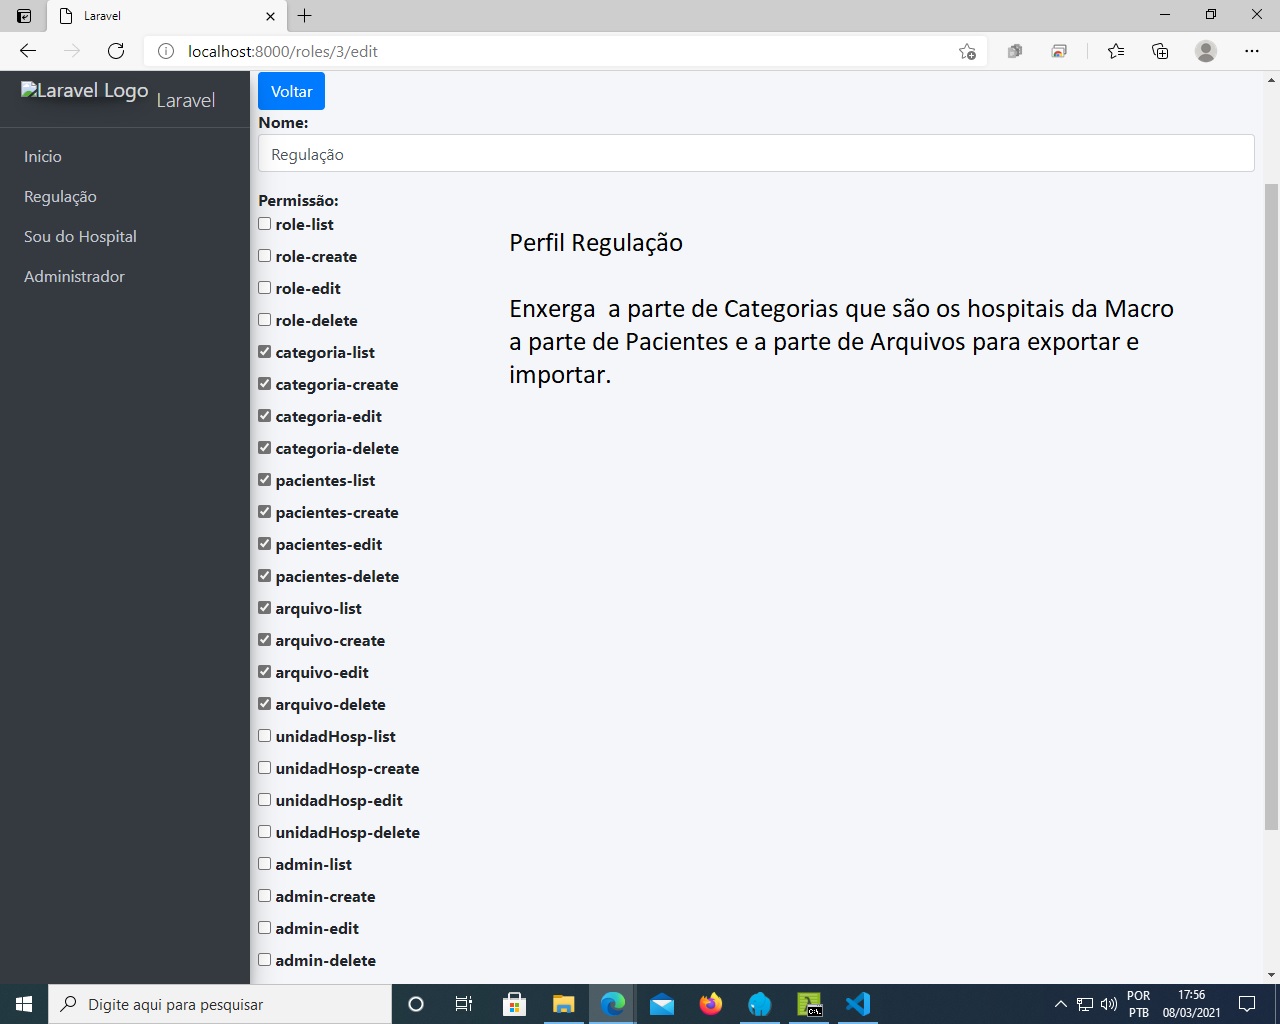 Laravel
localhost:8000/roles/3/edit
Laravel Logo Laravel
Inicio
Regulação
Sou do Hospital
Administrador
Voltar
Nome:
Regulação
Permissão:
role-list
role-create
role-edit
role-delete
categoria-list
categoria-create
categoria-edit
categoria-delete
pacientes-list
pacientes-create
pacientes-edit
pacientes-delete
arquivo-list
arquivo-create
arquivo-edit
arquivo-delete
unidadHosp-list
unidadHosp-create
unidadHosp-edit
unidadHosp-delete
admin-list
admin-create
admin-edit
admin-delete
Perfil Regulação
Enxerga  a parte de Categorias que são os hospitais da Macro
a parte de Pacientes e a parte de Arquivos para exportar e
importar.
Digite aqui para pesquisar
C:\.
POR
PTB
17:56
08/03/2021